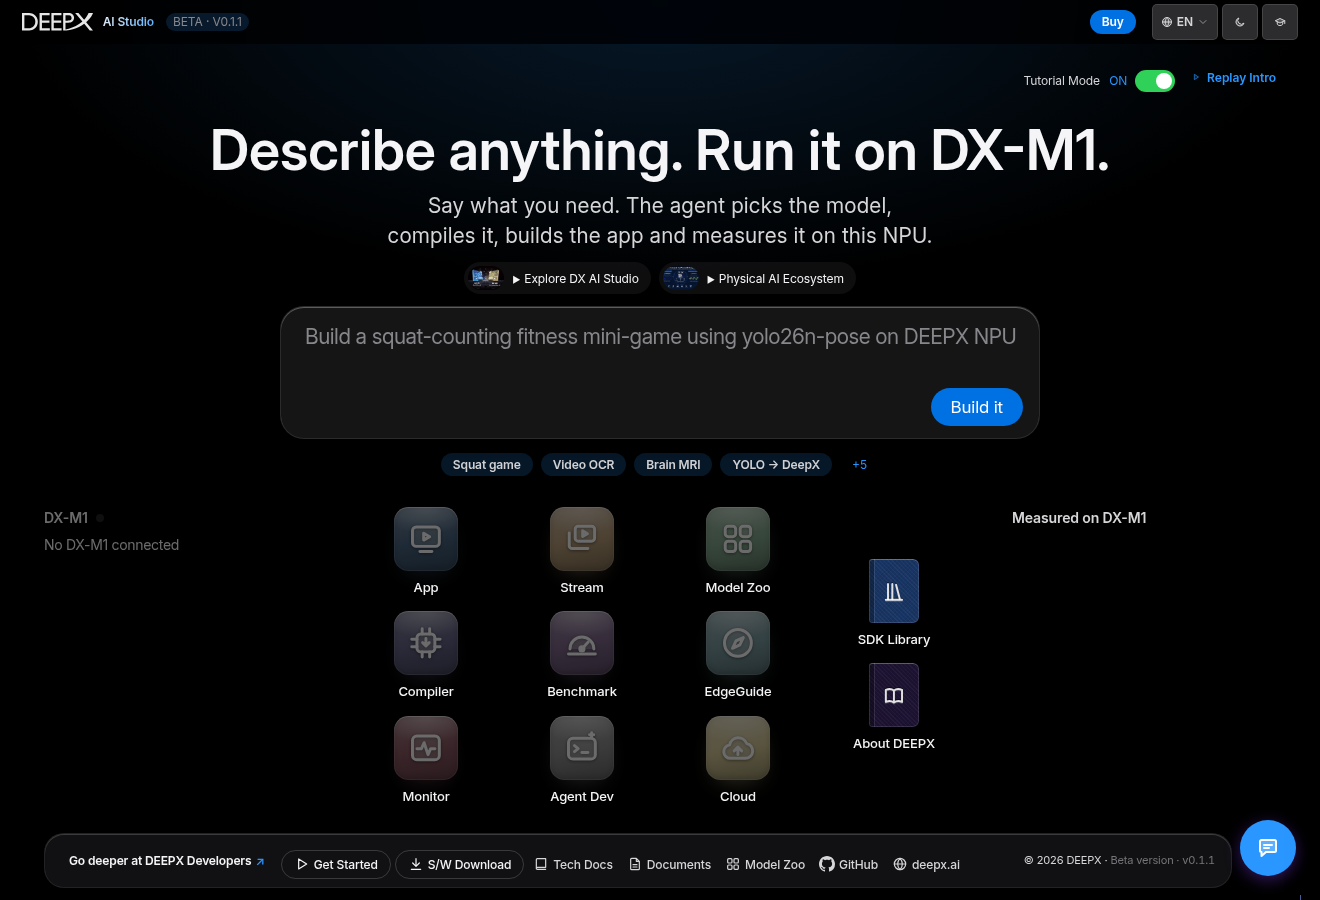 DEEPX AI Studio BETA · V0.1.1
Buy
EN
Tutorial Mode ON
Replay Intro
Describe anything. Run it on DX-M1.
Say what you need. The agent picks the model,
compiles it, builds the app and measures it on this NPU.
▶ Explore DX AI Studio
▶ Physical AI Ecosystem
Build a squat-counting fitness mini-game using yolo26n-pose on DEEPX NPU
Build it
Squat game
Video OCR
Brain MRI
YOLO → DeepX
+5
DX-M1
No DX-M1 connected
App
Stream
Model Zoo
Compiler
Benchmark
EdgeGuide
Monitor
Agent Dev
Cloud
SDK Library
About DEEPX
Measured on DX-M1
Go deeper at DEEPX Developers
Get Started
S/W Download
Tech Docs
Documents
Model Zoo
GitHub
deepx.ai
© 2026 DEEPX · Beta version · v0.1.1